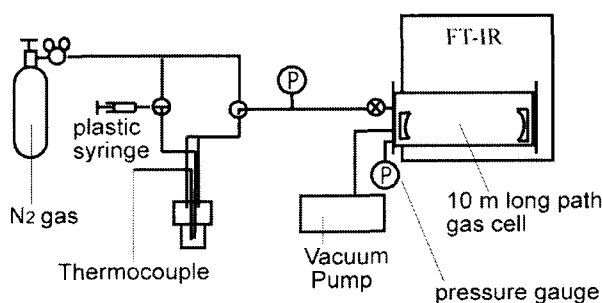 FT-IR
P
plastic
syringe
N2 gas
P
10 m long path
gas cell
Thermocouple
Vacuum
Pump
pressure gauge